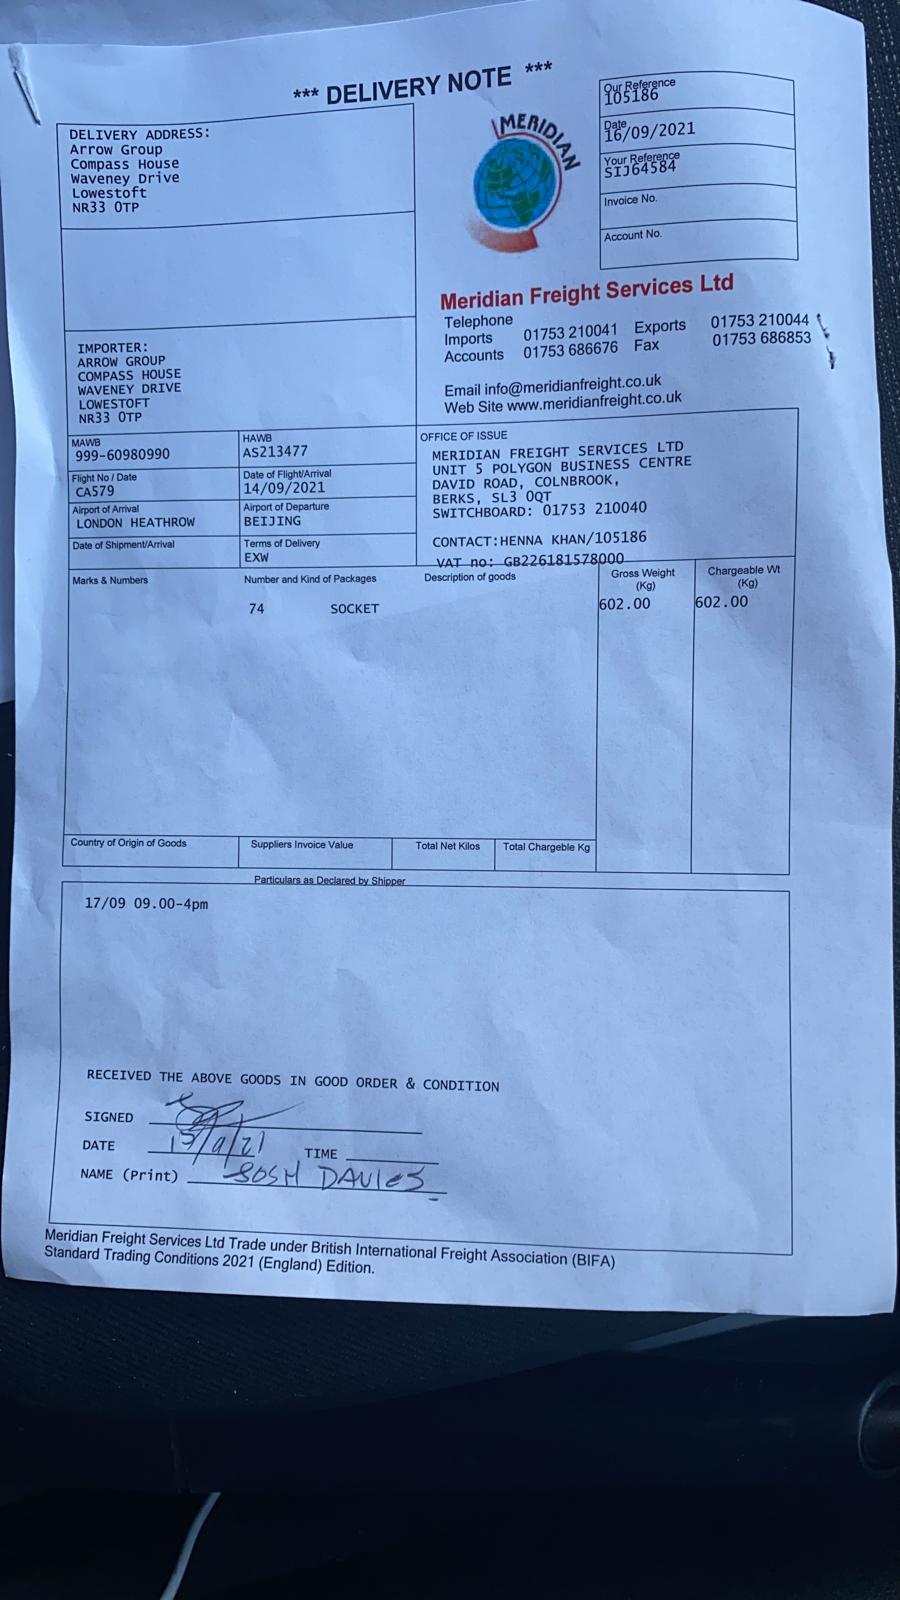 *** DELIVERY NOTE ***
DELIVERY ADDRESS:
Arrow Group
Compass House
Waveney Drive
Lowestoft
NR33 0TP
MERIDIAN
Our Reference
105186
Date
16/09/2021
Your Reference
SIJ64584
Invoice No.
Account No.
Meridian Freight Services Ltd
Telephone
Imports 01753 210041 Exports 01753 210044
Accounts 01753 686676 Fax 01753 686853
Email info@meridianfreight.co.uk
Web Site www.meridianfreight.co.uk
IMPORTER:
ARROW GROUP
COMPASS HOUSE
WAVENEY DRIVE
LOWESTOFT
NR33 0TP
MAWB
999-60980990
HAWB
AS213477
Flight No / Date
CA579
Date of Flight/Arrival
14/09/2021
Airport of Arrival
LONDON HEATHROW
Airport of Departure
BEIJING
Date of Shipment/Arrival
Terms of Delivery
EXW
OFFICE OF ISSUE
MERIDIAN FREIGHT SERVICES LTD
UNIT 5 POLYGON BUSINESS CENTRE
DAVID ROAD, COLNBROOK,
BERKS, SL3 0QT
SWITCHBOARD: 01753 210040
CONTACT:HENNA KHAN/105186
VAT no: GB226181578000
Marks & Numbers
Number and Kind of Packages
Description of goods
Gross Weight
(Kg)
Chargeable Wt
(Kg)
74 SOCKET 602.00 602.00
Country of Origin of Goods
Suppliers Invoice Value
Total Net Kilos
Total Chargeable Kg
Particulars as Declared by Shipper
17/09 09.00-4pm
RECEIVED THE ABOVE GOODS IN GOOD ORDER & CONDITION
SIGNED
DATE
TIME
NAME (Print) JOSH DAVIES
Meridian Freight Services Ltd Trade under British International Freight Association (BIFA)
Standard Trading Conditions 2021 (England) Edition.